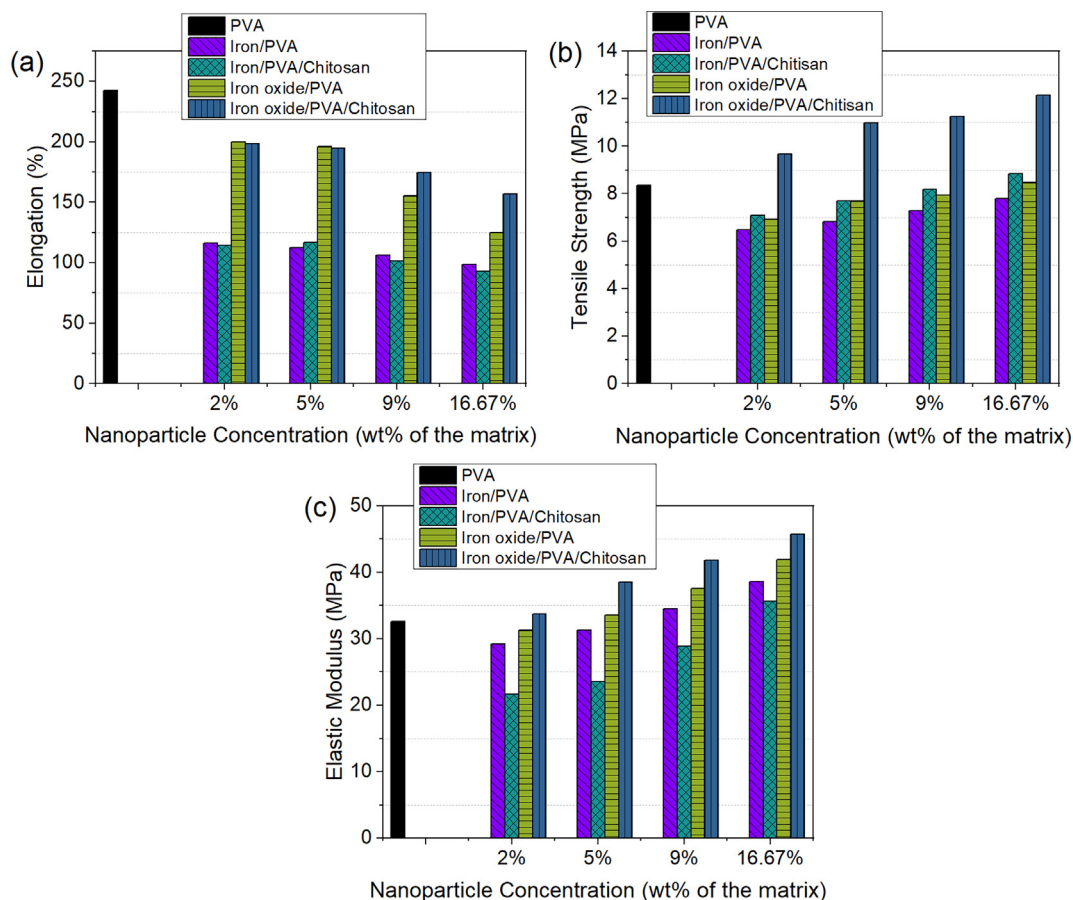 (a)
PVA
Iron/PVA
Iron/PVA/Chitosan
Iron oxide/PVA
Iron oxide/PVA/Chitosan
Elongation (%)
250
200
150
100
50
0
2% 5% 9% 16.67%
Nanoparticle Concentration (wt% of the matrix)
(b)
PVA
Iron/PVA
Iron/PVA/Chitisan
Iron oxide/PVA
Iron oxide/PVA/Chitisan
Tensile Strength (MPa)
14
12
10
8
6
4
2
0
2% 5% 9% 16.67%
Nanoparticle Concentration (wt% of the matrix)
(c)
PVA
Iron/PVA
Iron/PVA/Chitosan
Iron oxide/PVA
Iron oxide/PVA/Chitosan
Elastic Modulus (MPa)
50
40
30
20
10
0
2% 5% 9% 16.67%
Nanoparticle Concentration (wt% of the matrix)